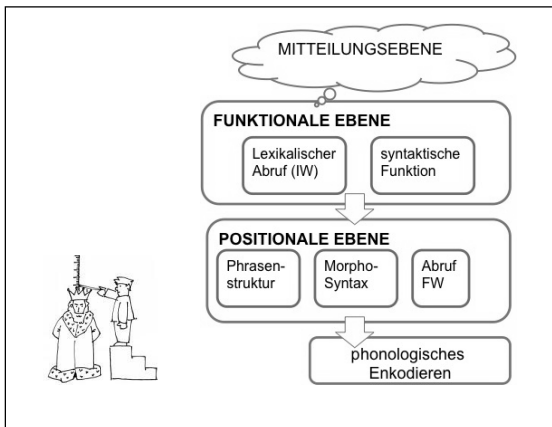 MITTEILUNGSEBENE
FUNKTIONALE EBENE
Lexikalischer
Abruf (IW)
syntaktische
Funktion
POSITIONALE EBENE
Phrasen-
struktur
Morpho-
Syntax
Abruf
FW
phonologisches
Enkodieren